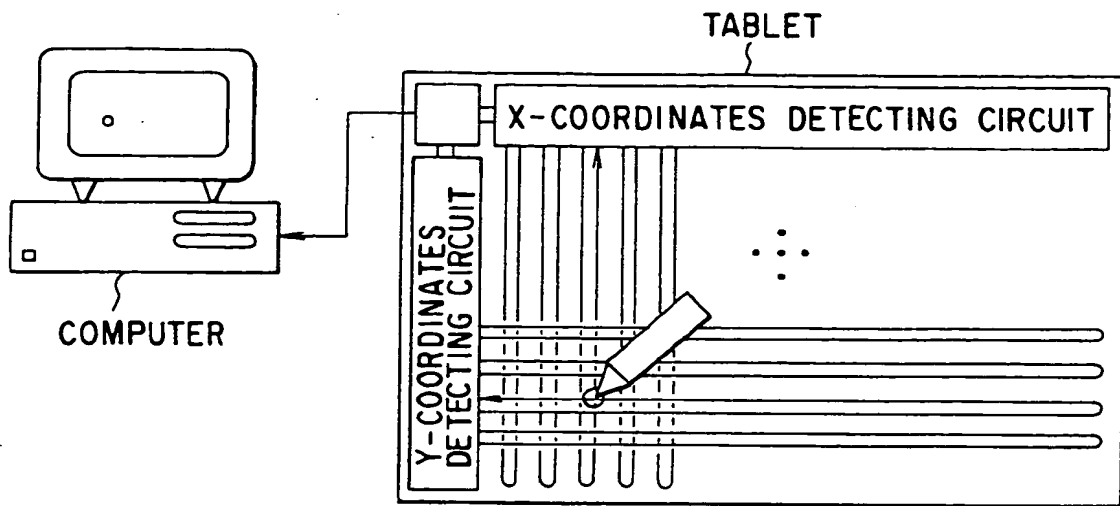 TABLET
X-COORDINATES DETECTING CIRCUIT
Y-COORDINATES
DETECTING CIRCUIT
COMPUTER